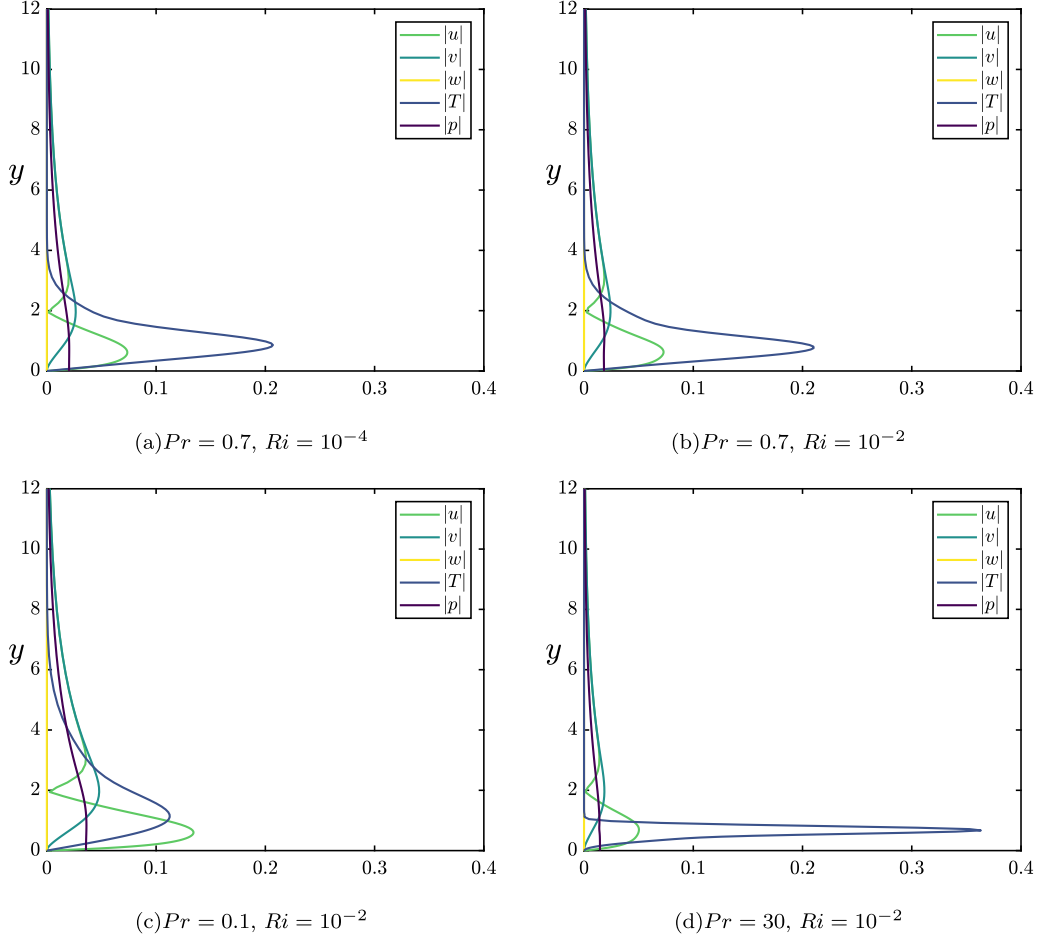 12
10
8
6
4
2
0
y
0
0.1
0.2
0.3
0.4
|u|
|v|
|w|
|T|
|p|
(a)Pr = 0.7, Ri = 10⁻⁴
12
10
8
6
4
2
0
y
0
0.1
0.2
0.3
0.4
|u|
|v|
|w|
|T|
|p|
(b)Pr = 0.7, Ri = 10⁻²
12
10
8
6
4
2
0
y
0
0.1
0.2
0.3
0.4
|u|
|v|
|w|
|T|
|p|
(c)Pr = 0.1, Ri = 10⁻²
12
10
8
6
4
2
0
y
0
0.1
0.2
0.3
0.4
|u|
|v|
|w|
|T|
|p|
(d)Pr = 30, Ri = 10⁻²